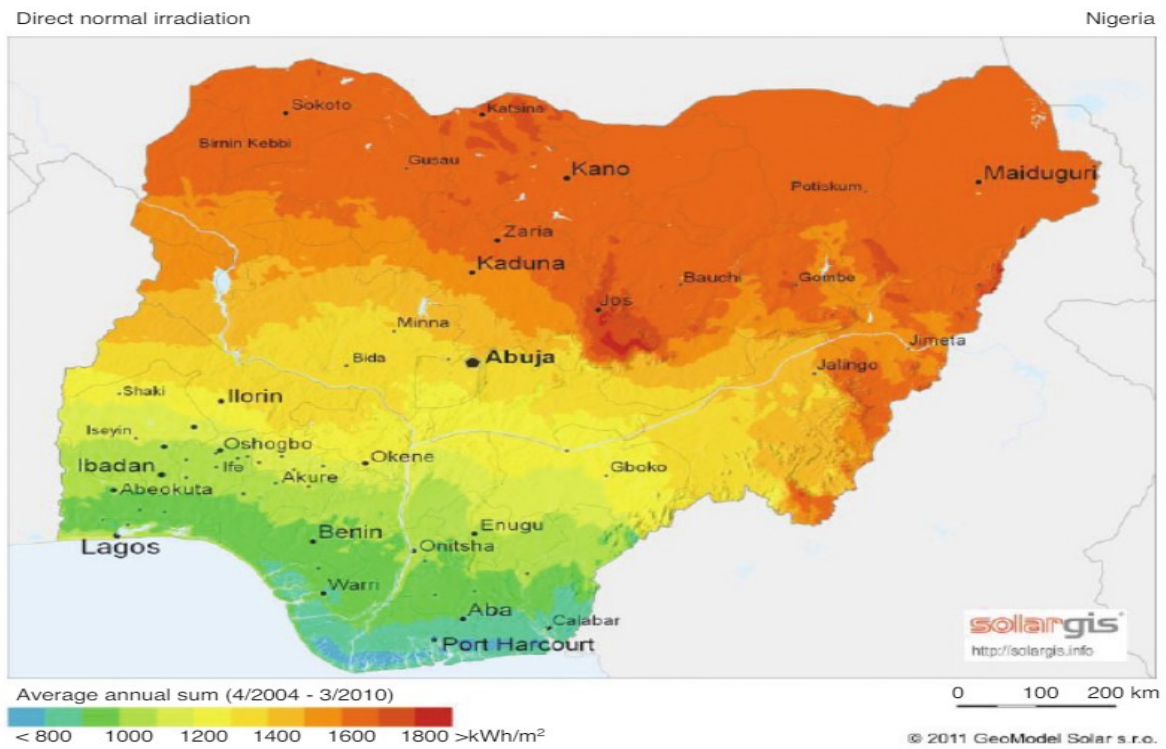 Direct normal irradiation
Nigeria
Sokoto
Katsina
Birnin Kebbi
Gusau
Kano
Maiduguri
Potiskum
Zaria
Kaduna
Bauchi
Gombe
Jos
Minna
Jimeta
Bida
Abuja
Jalingo
Shaki
Ilorin
Iseyin
Oshogbo
Okene
Ibadan
Ife
Gboko
Akure
Abeokuta
Enugu
Benin
Lagos
Onitsha
Warri
Aba
Calabar
Port Harcourt
solargis
http://solargis.info
Average annual sum (4/2004 - 3/2010)
0 100 200 km
< 800 1000 1200 1400 1600 1800 >kWh/m²
© 2011 GeoModel Solar s.r.o.